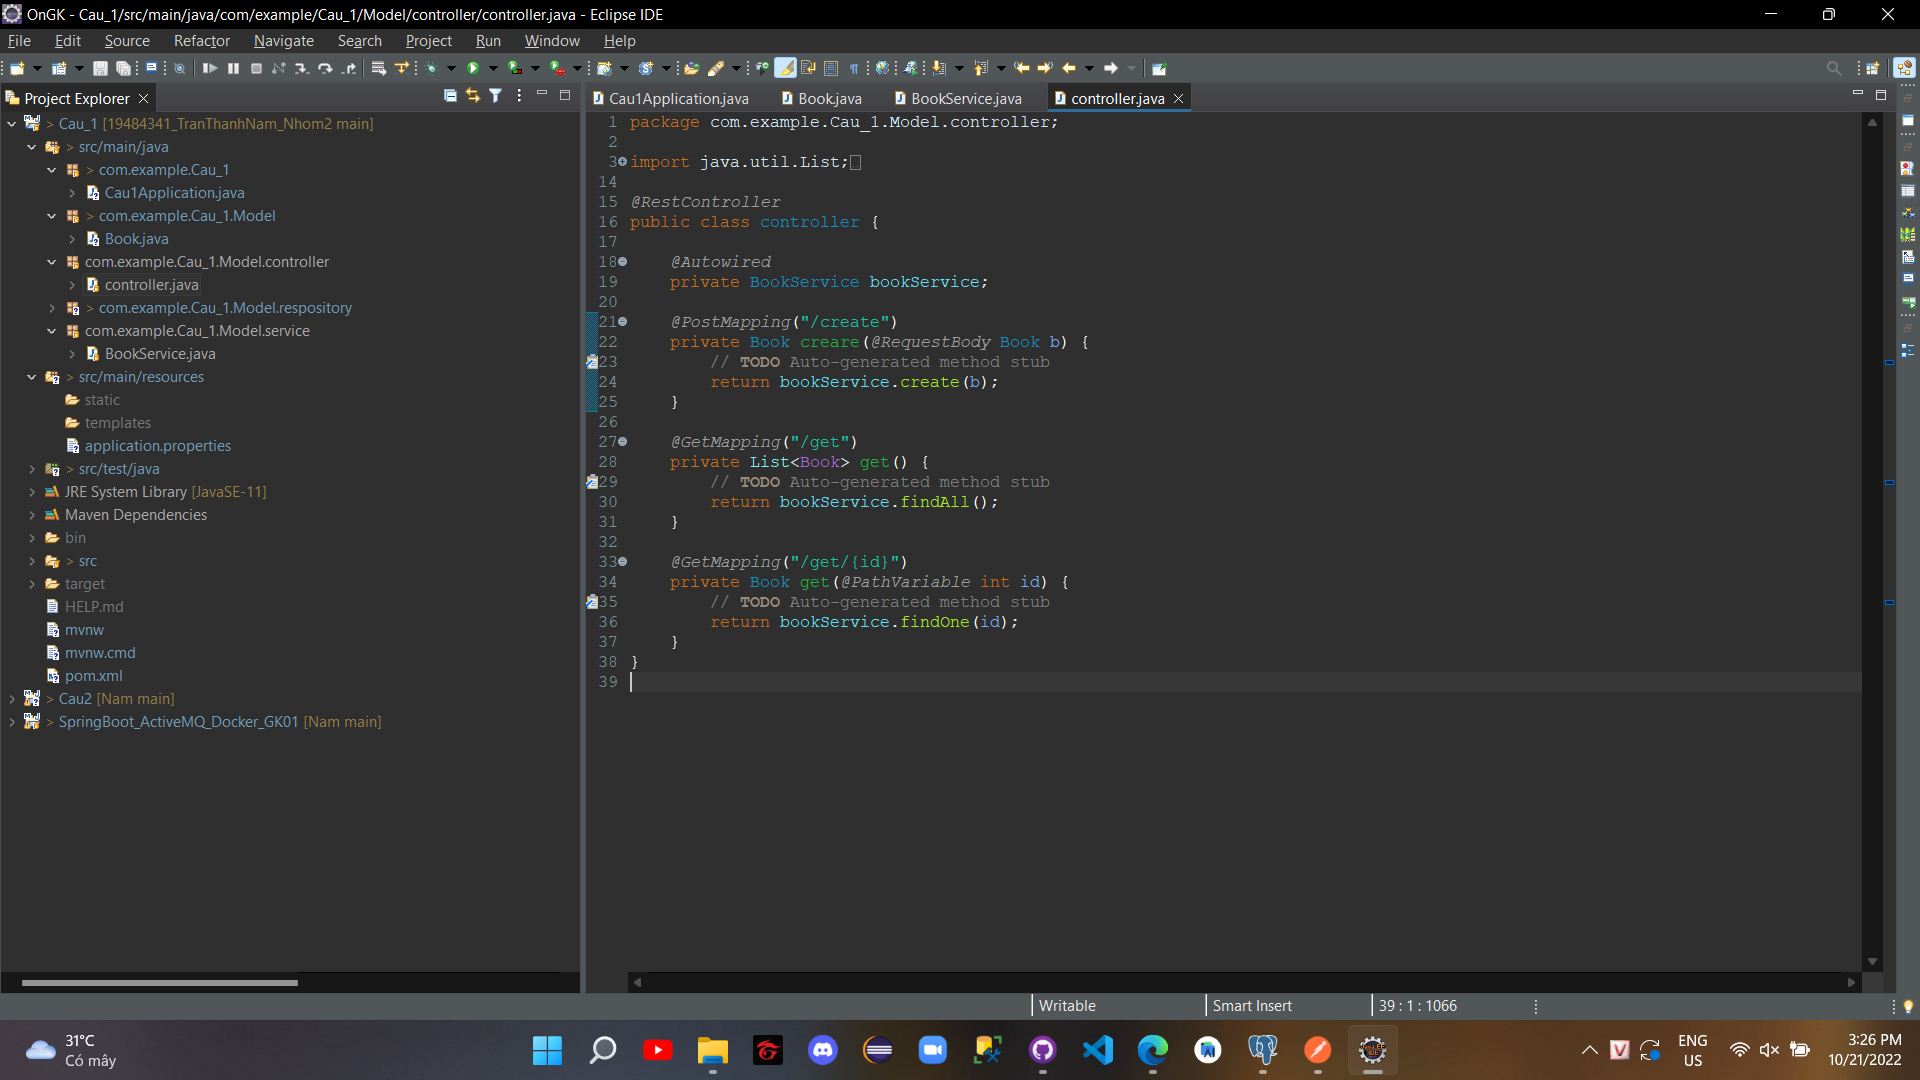 OnGK - Cau_1/src/main/java/com/example/Cau_1/Model/controller/controller.java - Eclipse IDE
File Edit Source Refactor Navigate Search Project Run Window Help
Project Explorer
Cau1Application.java Book.java BookService.java controller.java
> Cau_1 [19484341_TranThanhNam_Nhom2 main]
> src/main/java
> com.example.Cau_1
Cau1Application.java
> com.example.Cau_1.Model
Book.java
com.example.Cau_1.Model.controller
controller.java
> com.example.Cau_1.Model.respository
com.example.Cau_1.Model.service
BookService.java
> src/main/resources
static
templates
application.properties
> src/test/java
JRE System Library [JavaSE-11]
Maven Dependencies
bin
> src
target
HELP.md
mvnw
mvnw.cmd
pom.xml
> Cau2 [Nam main]
> SpringBoot_ActiveMQ_Docker_GK01 [Nam main]
1 package com.example.Cau_1.Model.controller;
2
3 import java.util.List;
14
15 @RestController
16 public class controller {
17
18 @Autowired
19 private BookService bookService;
20
21 @PostMapping("/create")
22 private Book creare(@RequestBody Book b) {
23 // TODO Auto-generated method stub
24 return bookService.create(b);
25 }
26
27 @GetMapping("/get")
28 private List<Book> get() {
29 // TODO Auto-generated method stub
30 return bookService.findAll();
31 }
32
33 @GetMapping("/get/{id}")
34 private Book get(@PathVariable int id) {
35 // TODO Auto-generated method stub
36 return bookService.findOne(id);
37 }
38 }
39
Writable Smart Insert 39 : 1 : 1066
31°C
Có mây
ENG
US
3:26 PM
10/21/2022